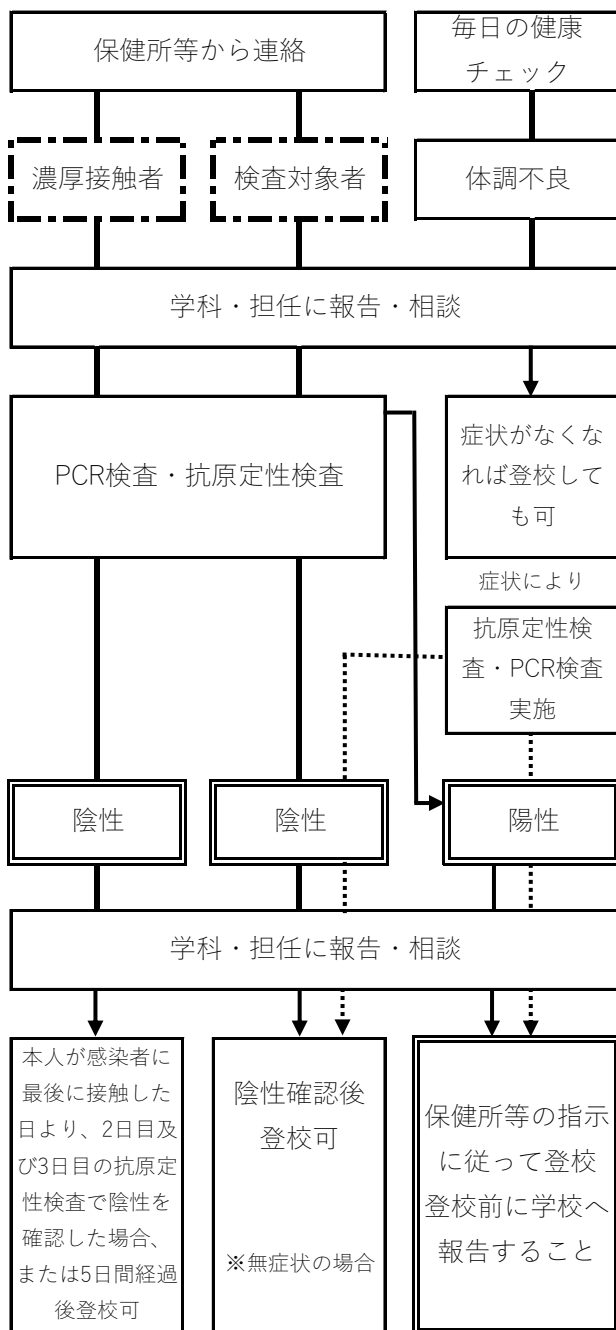 保健所等から連絡
毎日の健康
チェック
濃厚接触者
検査対象者
体調不良
学科・担任に報告・相談
PCR検査・抗原定性検査
症状がなくな
れば登校して
も可
症状により
抗原定性検
査・PCR検査
実施
陰性
陰性
陽性
学科・担任に報告・相談
本人が感染者に
最後に接触した
日より、2日目及
び3日目の抗原定
性検査で陰性を
確認した場合、
または5日間経過
後登校可
陰性確認後
登校可
※無症状の場合
保健所等の指示
に従って登校
登校前に学校へ
報告すること